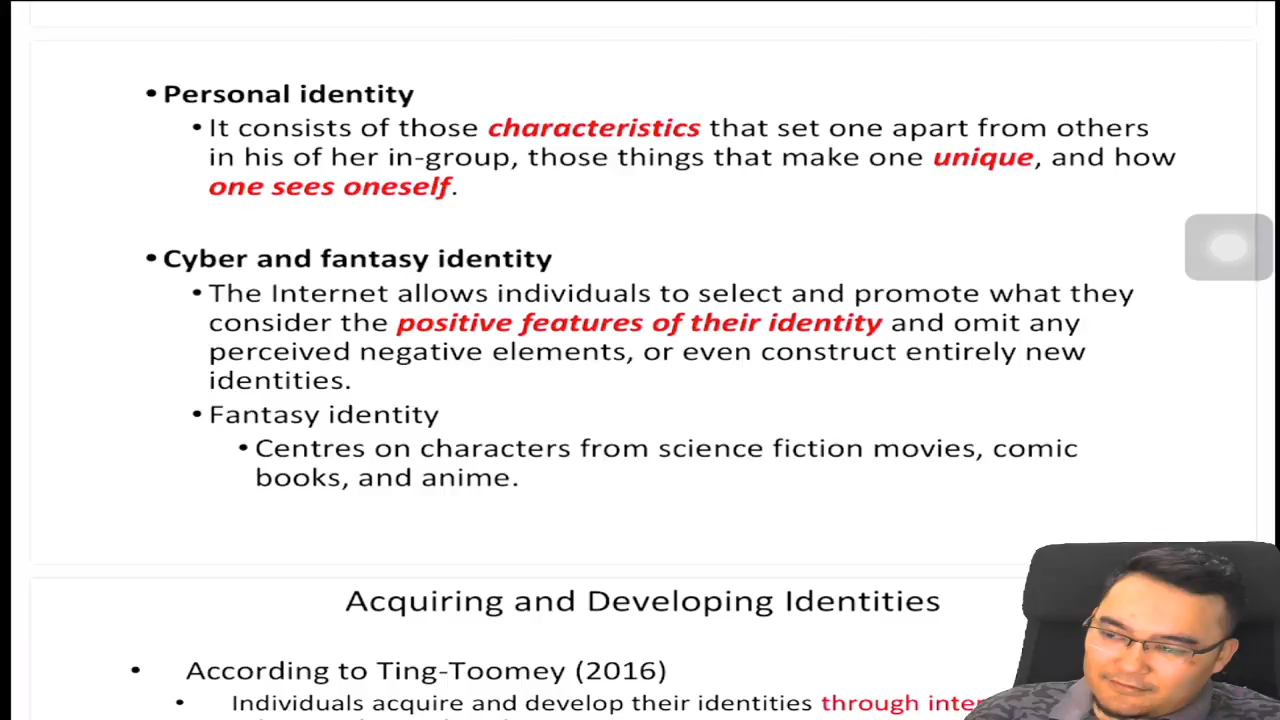 • Personal identity
• It consists of those characteristics that set one apart from others
in his of her in-group, those things that make one unique, and how
one sees oneself.
• Cyber and fantasy identity
• The Internet allows individuals to select and promote what they
consider the positive features of their identity and omit any
perceived negative elements, or even construct entirely new
identities.
• Fantasy identity
• Centres on characters from science fiction movies, comic
books, and anime.
Acquiring and Developing Identities
• According to Ting-Toomey (2016)
• Individuals acquire and develop their identities through